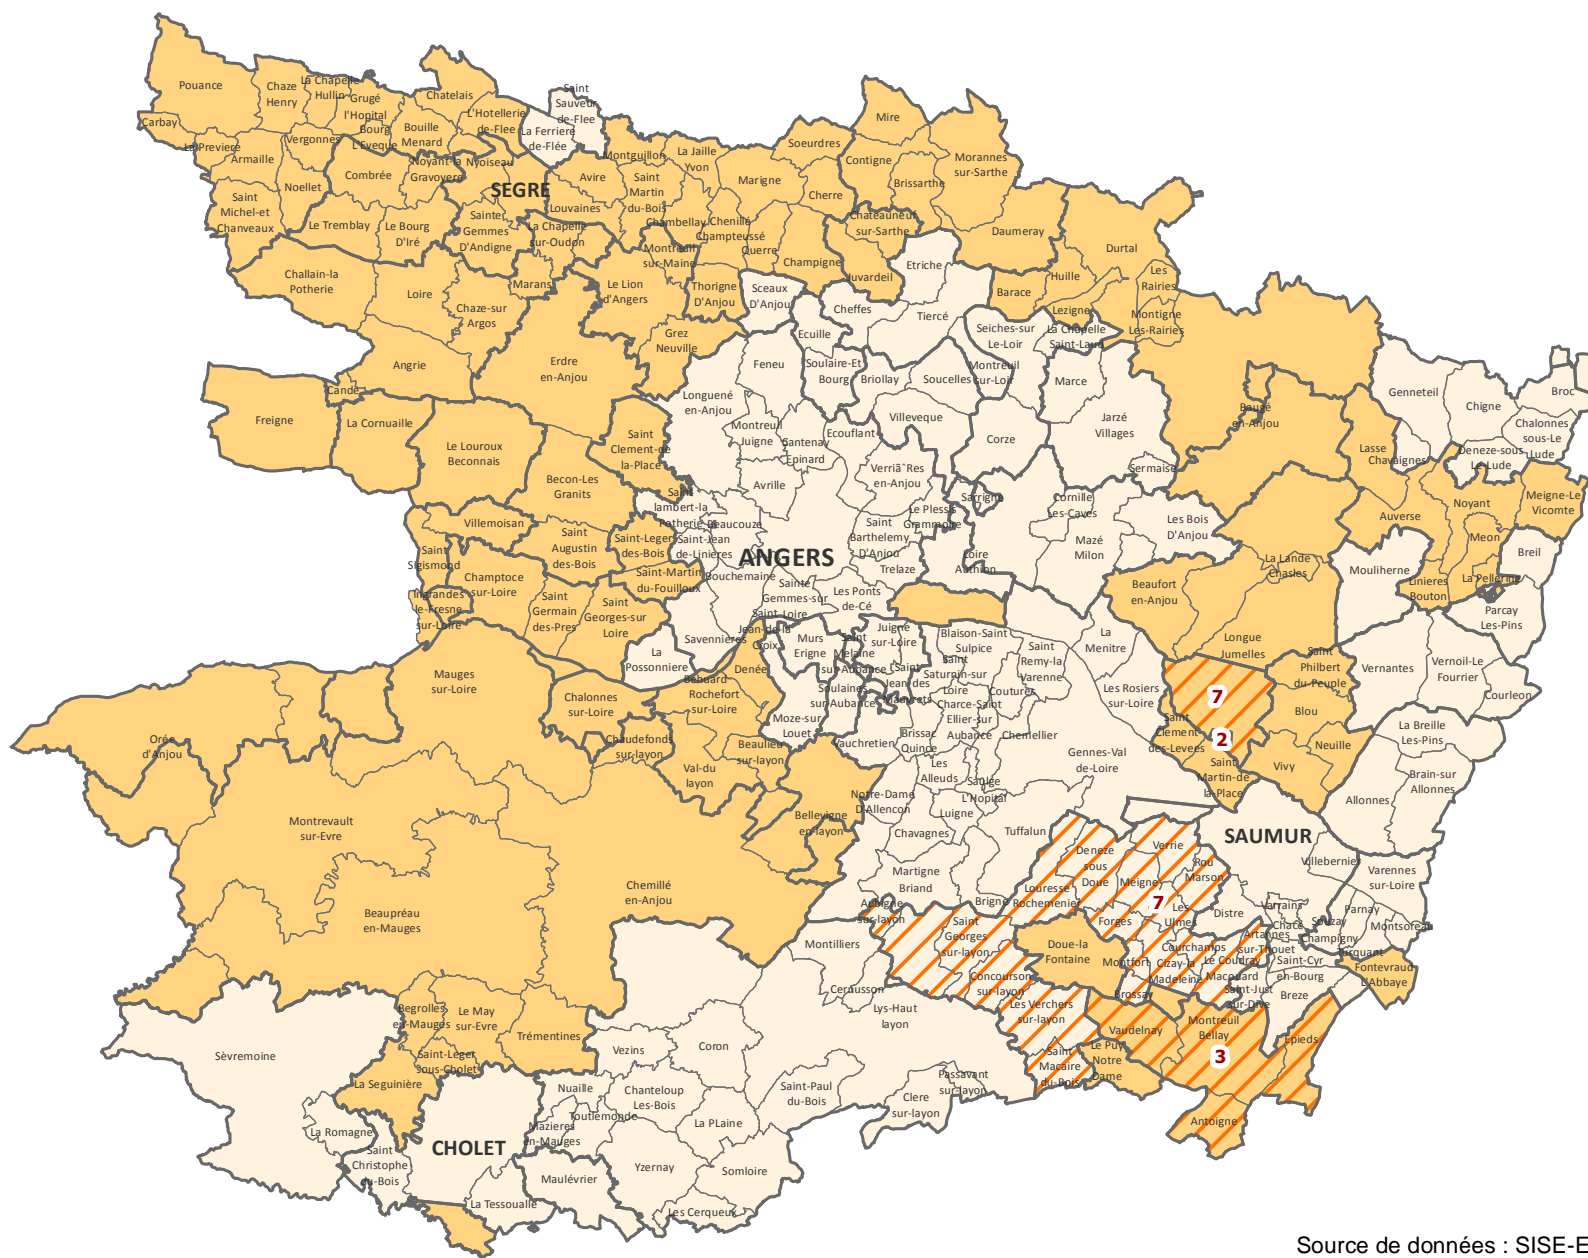 Pouance
Chaze
Henry
La Chapelle
Hullin
Grugé
l'Hopital
Chatelais
L'Hotellerie
de-Flee
Saint
Sauveur
de-Flee
La Ferriere
de-Flée
Carbay
La Previere
Armaille
Vergonnes
Bourg
L'Eveque
Bouille
Menard
Noyant-la
Gravoyere
Nyoiseau
Combrée
Noellet
Saint
Michel-et
Chanveaux
Le Tremblay
Le Bourg
D'Iré
SEGRE
Sainte
Gemmes
D'Andigne
La Chapelle
sur-Oudon
Louvaines
Avire
Montguillon
Saint
Martin
du-Bois
La Jaille
Yvon
Chambellay
Marigne
Soeurdres
Cherre
Chenillé
Champteussé
Querre
Champigne
Mire
Contigne
Brissarthe
Morannes
sur-Sarthe
Chateauneuf
sur-Sarthe
Juvardeil
Daumeray
Durtal
Huille
Barace
Lezigne
Les
Rairies
Montigne
Les-Rairies
Etriche
Challain-la
Potherie
Loire
Chaze-sur
Argos
Marans
Le Lion
d'Angers
Montreuil
sur-Maine
Thorigne
D'Anjou
Sceaux
D'Anjou
Grez
Neuville
Angrie
Erdre
en-Anjou
Ecuille
Cheffes
Tiercé
Seiches-sur
Le-Loir
La Chapelle
Saint-Laud
Montreuil
sur-Loir
Marce
Feneu
Soulaire-Et
Bourg
Briollay
Soucelles
Villeveque
Corze
Jarzé
Villages
Sermaise
Baugé
en-Anjou
Freigne
Candé
La Cornuaille
Le Louroux
Beconnais
Becon-Les
Granits
Saint
Clement-de
la-Place
Longuené
en-Anjou
Montreuil
Juigne
Cantenay
Epinard
Ecouflant
Avrille
VerriãˆRes
en-Anjou
Sarrigne
Cornille
Les-Caves
Le Plessis
Grammoire
Les Bois
D'Anjou
Mazé
Milon
Genneteil
Chigne
Broc
Chalonnes
sous-Le
Lude
Deneze-sous
Le-Lude
Lasse
Chavaignes
Noyant
Meigne-Le
Vicomte
Auverse
Meon
Breil
La Pellerine
Linieres
Bouton
Parcay
Les-Pins
Mouliherne
La Lande
Chasles
Villemoisan
Saint
Sigismond
Saint
Augustin
des-Bois
Saint
lambert-la
Potherie
Beaucouze
Saint-Leger
des-Bois
Saint-Jean
de-Linières
ANGERS
Saint
Barthelemy
D'Anjou
Trelaze
Loire
Authion
Champtoce
sur-Loire
Ingrandes
le-Fresne
sur-Loire
Saint
Germain
des-Pres
Saint-Martin
du-Fouilloux
Saint
Georges-sur
Loire
Bouchemaine
Sainte
Gemmes-sur
Loire
Les Ponts
de-Cé
Savennières
La
Possonniere
Jean-de-la
Croix
Murs
Erigne
Juigne
sur-Loire
Saint
Melaine
sur-Aubance
Saint
Jean-des
Mauvrets
Blaison-Saint
Sulpice
Saint
Saturnin-sur
Loire
Saint
Remy-la
Varenne
La
Menitre
Beaufort
en-Anjou
Longue
Jumelles
Saint
Philbert
du-Peuple
Vernantes
Vernoil-Le
Fourrier
Courleon
Mauges
sur-Loire
Chalonnes
sur-Loire
Behuard
Rochefort
sur-Loire
Denée
Chaudefonds
sur-layon
Beaulieu
sur-layon
Val-du
layon
Moze-sur
Louet
Soulaines
sur-Aubance
Vauchretien
Charce-Saint
Ellier-sur
Aubance
Coutures
Chemellier
Brissac
Quince
Les
Alleuds
Saulge
L'Hopital
Luigne
Les Rosiers
sur-Loire
Gennes-Val
de-Loire
7
2
Saint
Clement
des-Levees
Saint
Martin-de
la-Place
Blou
Neuille
Vivy
La Breille
Les-Pins
Brain-sur
Allonnes
Allonnes
Orée
d'Anjou
Montrevault
sur-Evre
Beaupréau
en-Mauges
Chemillé
en-Anjou
Bellevigne
en-layon
Notre-Dame
D'Allencon
Chavagnes
Martigne
Briand
Tuffalun
Aubigne
sur-layon
Brigne
Louresse
Rochemenier
Deneze
sous
Doue
Verrie
Meigne
Rou
Marson
7
Les
Ulmes
Forges
SAUMUR
Villebernier
Varennes
sur-Loire
Distre
Varrains
Chacé
Souzay
Champigny
Parnay
Montsoreau
Turquant
Fontevraud
L'Abbaye
Montilliers
Cernusson
Lys-Haut
layon
Saint
Georges
sur-layon
Concourson
sur-layon
Doue-la
Fontaine
Montfort
Courchamps
Cizay-la
Madeleine
Artannes
sur-Thouet
Le Coudray
Macouard
Saint-Cyr
en-Bourg
Saint-Just
sur-Dive
Breze
Brossay
Les Verchers
sur-layon
Vaudelnay
Montreuil
Bellay
3
Epieds
Saint
Macaire
du-Bois
Le Puy
Notre
Dame
Antoigne
Sèvremoine
Begrolles
en-Mauges
Le May
sur-Evre
Trémentines
Saint-Leger
sous-Cholet
La Seguinière
La Romagne
Saint
Christophe
du-Bois
CHOLET
Vezins
Coron
Nuaille
Chanteloup
Les-Bois
Toutlemonde
Mazieres
en-Mauges
La PLaine
Saint-Paul
du-Bois
Passavant
sur-layon
Clere
sur-layon
Yzernay
Somloire
Maulévrier
La Tessoualle
Les Cerqueux
Source de données : SISE-E